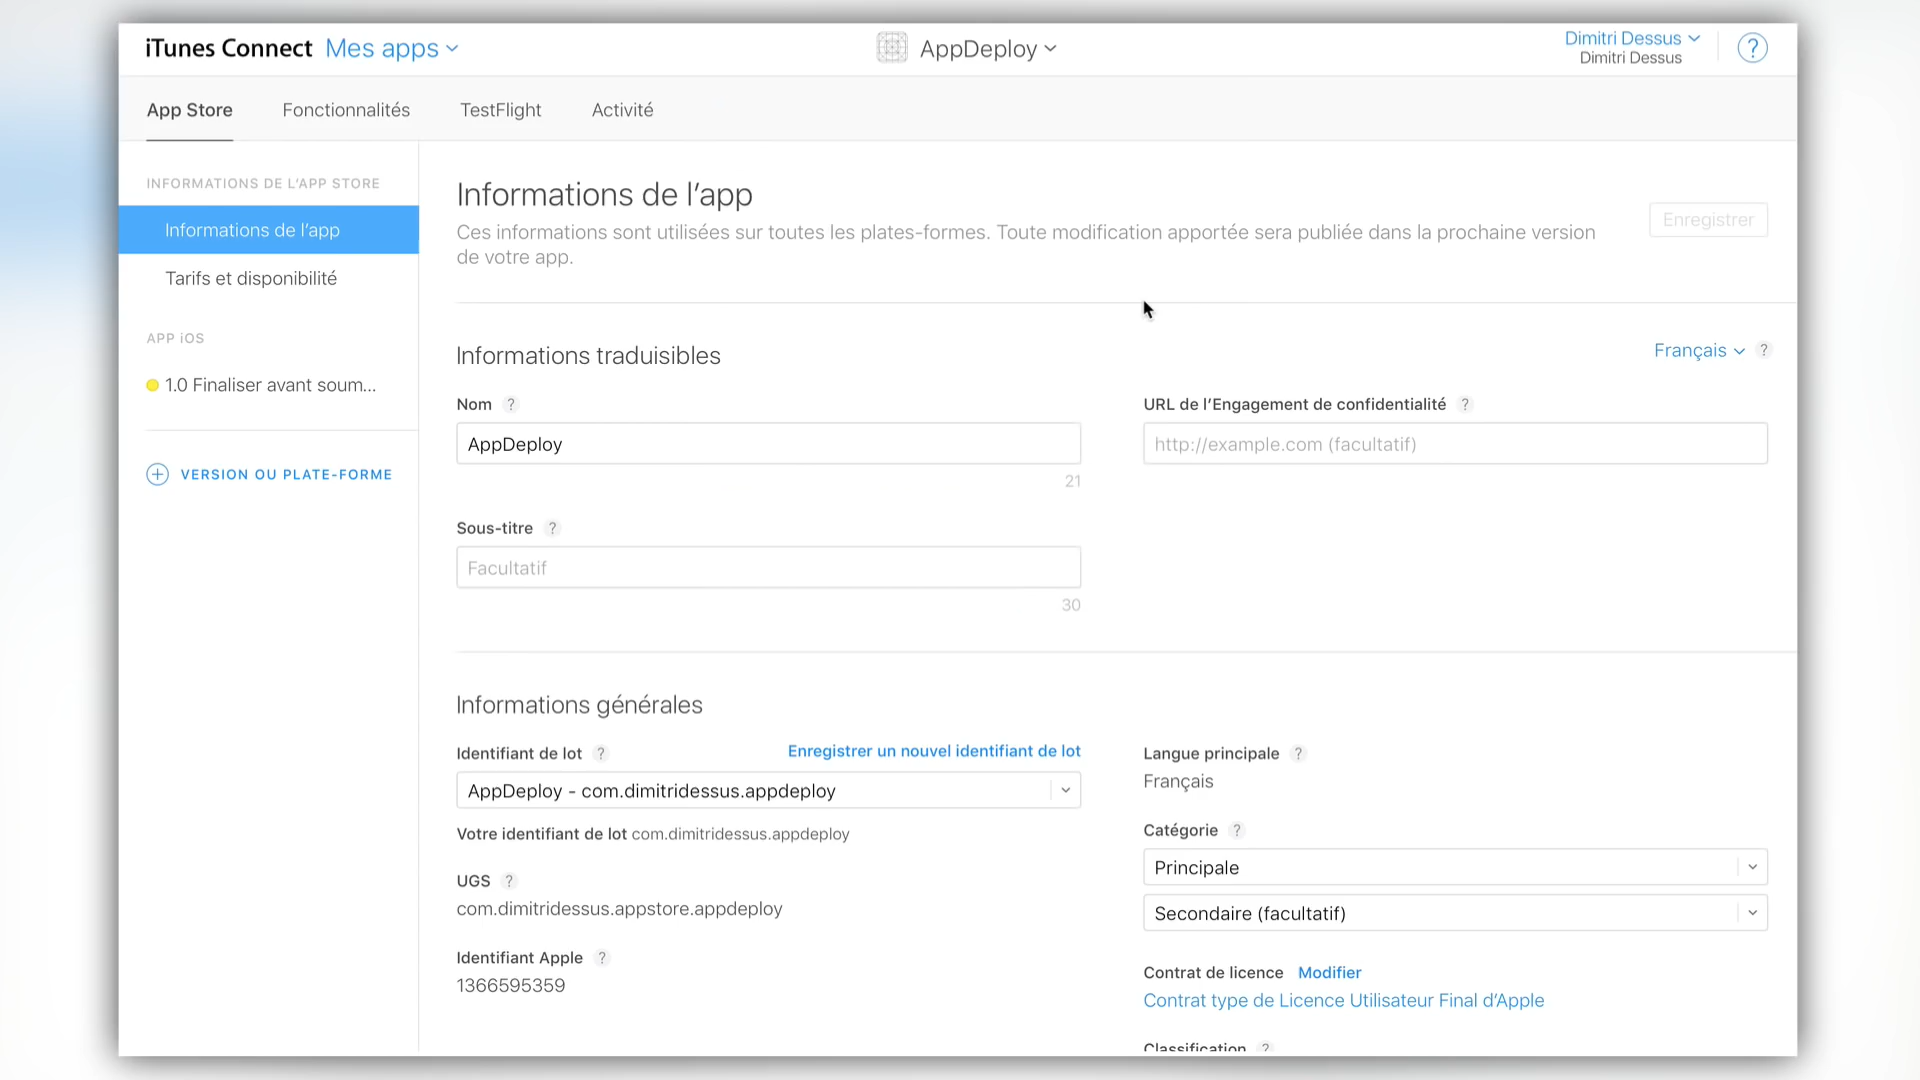 iTunes Connect Mes apps
AppDeploy
Dimitri Dessus
Dimitri Dessus
?
App Store
Fonctionnalités
TestFlight
Activité
INFORMATIONS DE L'APP STORE
Informations de l'app
Tarifs et disponibilité
APP iOS
1.0 Finaliser avant soum...
VERSION OU PLATE-FORME
Informations de l'app
Ces informations sont utilisées sur toutes les plates-formes. Toute modification apportée sera publiée dans la prochaine version
de votre app.
Enregistrer
Informations traduisibles
Français ?
Nom ?
AppDeploy
21
URL de l'Engagement de confidentialité ?
http://example.com (facultatif)
Sous-titre ?
Facultatif
30
Informations générales
Identifiant de lot ?
Enregistrer un nouvel identifiant de lot
AppDeploy - com.dimitridessus.appdeploy
Votre identifiant de lot com.dimitridessus.appdeploy
UGS ?
com.dimitridessus.appstore.appdeploy
Identifiant Apple ?
1366595359
Langue principale ?
Français
Catégorie ?
Principale
Secondaire (facultatif)
Contrat de licence Modifier
Contrat type de Licence Utilisateur Final d'Apple
Classification ?